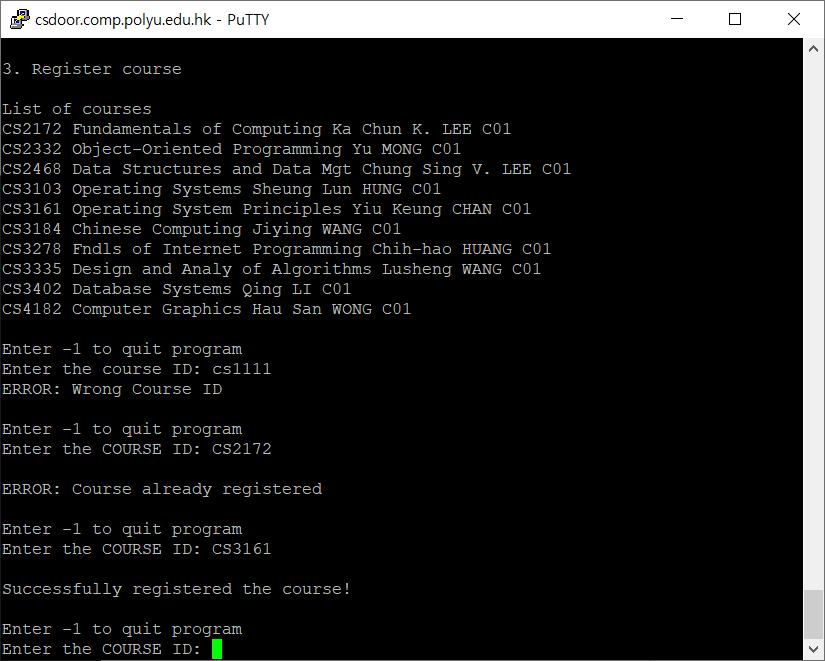 csdoor.comp.polyu.edu.hk - PuTTY
3. Register course
List of courses
CS2172 Fundamentals of Computing Ka Chun K. LEE C01
CS2332 Object-Oriented Programming Yu MONG C01
CS2468 Data Structures and Data Mgt Chung Sing V. LEE C01
CS3103 Operating Systems Sheung Lun HUNG C01
CS3161 Operating System Principles Yiu Keung CHAN C01
CS3184 Chinese Computing Jiying WANG C01
CS3278 Fndls of Internet Programming Chih-hao HUANG C01
CS3335 Design and Analy of Algorithms Lusheng WANG C01
CS3402 Database Systems Qing LI C01
CS4182 Computer Graphics Hau San WONG C01
Enter -1 to quit program
Enter the course ID: cs1111
ERROR: Wrong Course ID
Enter -1 to quit program
Enter the COURSE ID: CS2172
ERROR: Course already registered
Enter -1 to quit program
Enter the COURSE ID: CS3161
Successfully registered the course!
Enter -1 to quit program
Enter the COURSE ID: